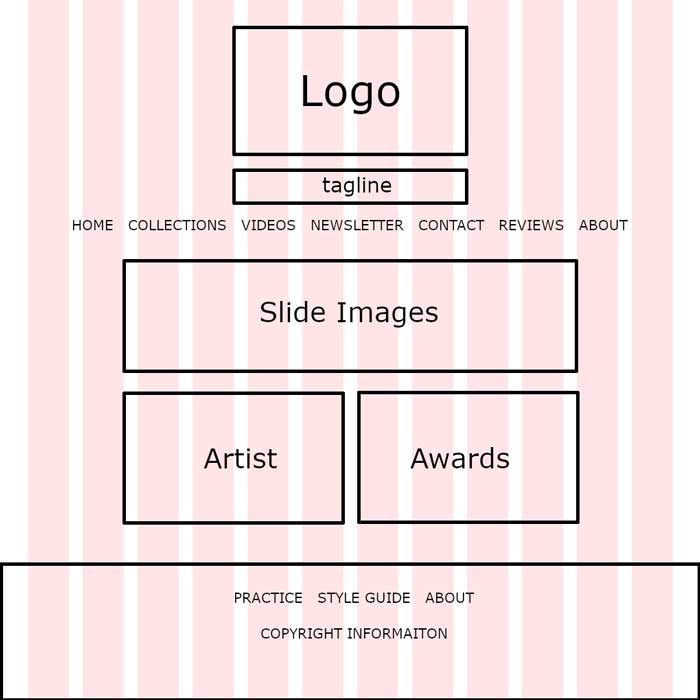 Logo
tagline
HOME COLLECTIONS VIDEOS NEWSLETTER CONTACT REVIEWS ABOUT
Slide Images
Artist Awards
PRACTICE STYLE GUIDE ABOUT
COPYRIGHT INFORMAITON